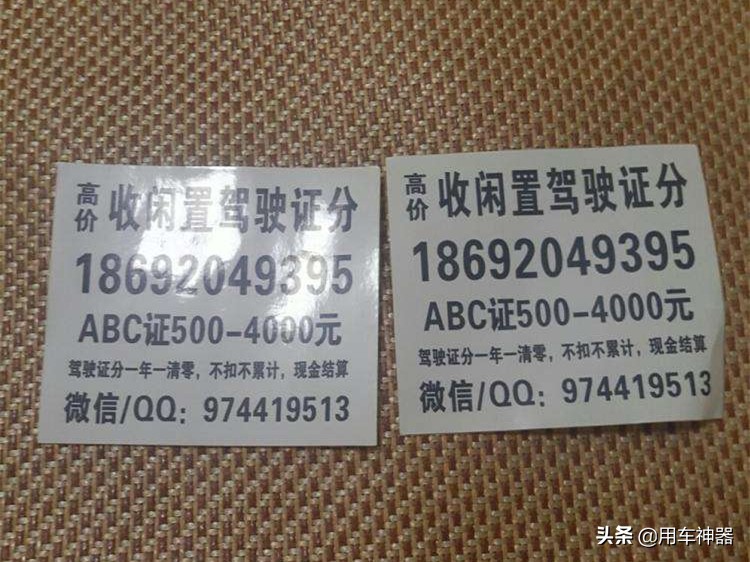 高价 收闲置驾驶证分
18692049395
ABC证500-4000元
驾驶证分一年一清零，不扣不累计，现金结算
微信/QQ：974419513
高价 收闲置驾驶证分
18692049395
ABC证500-4000元
驾驶证分一年一清零，不扣不累计，现金结算
微信/QQ：974419513
头条 @用车神器